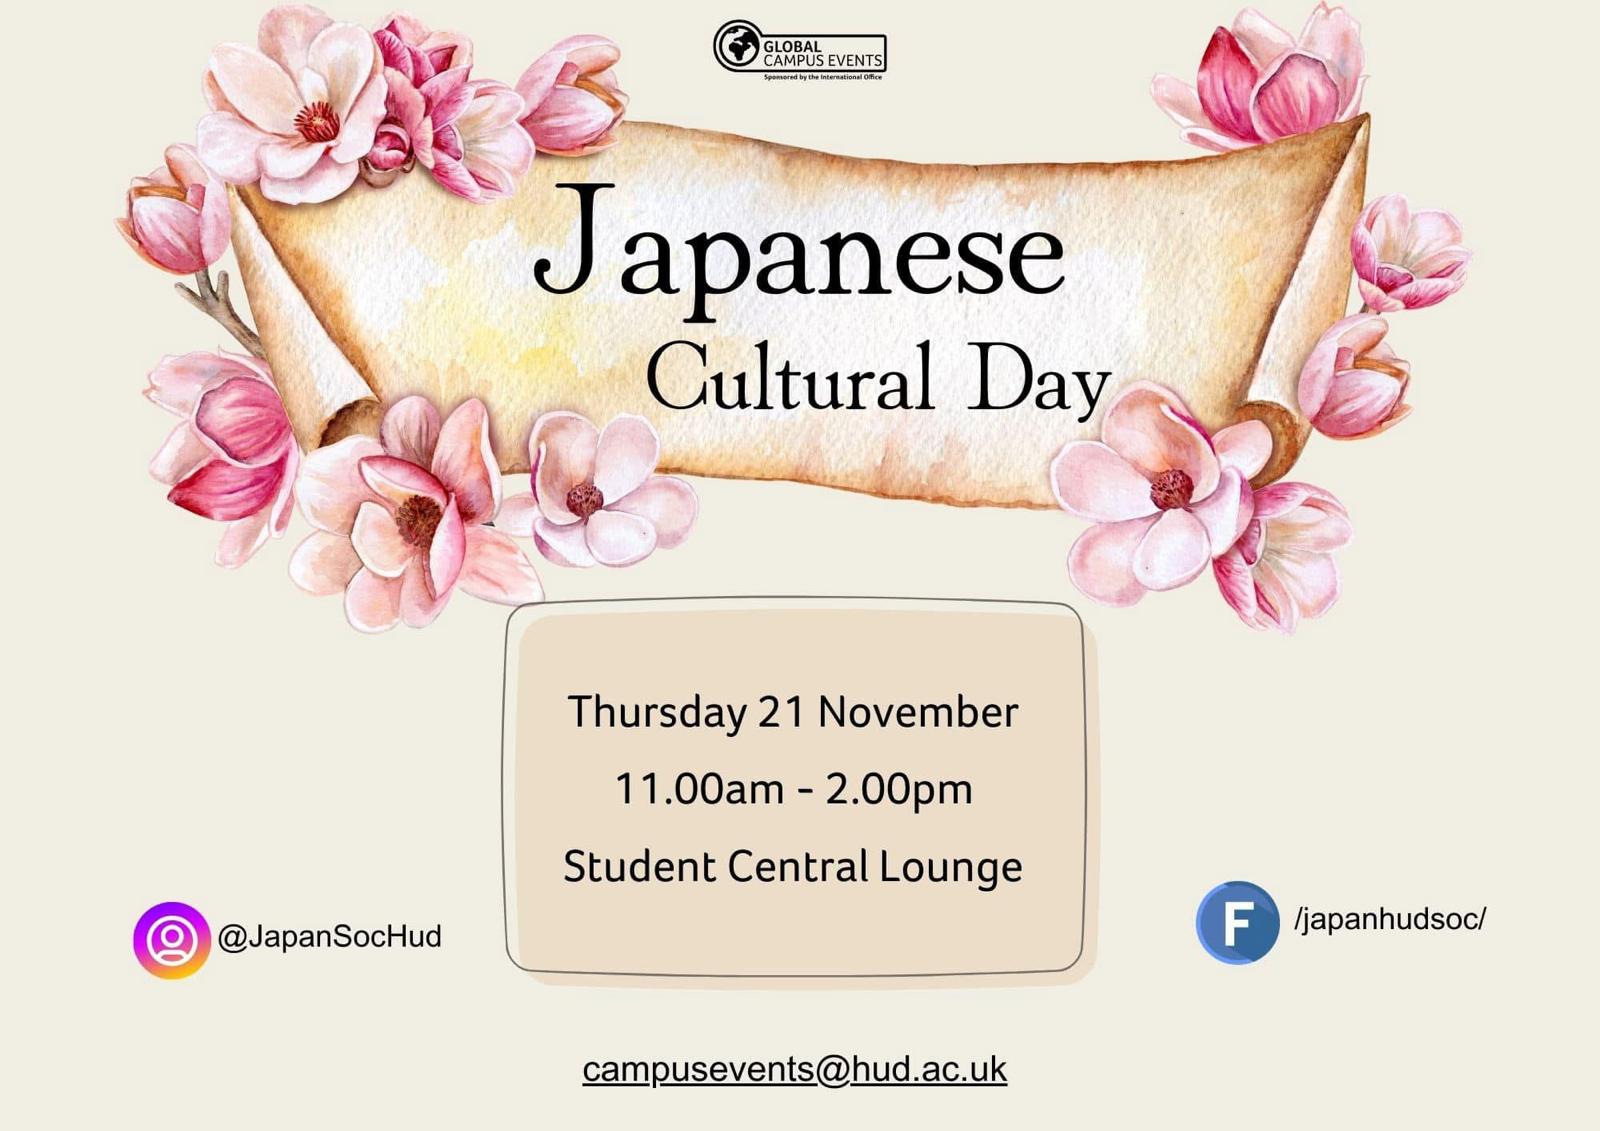 GLOBAL
CAMPUS EVENTS
Sponsored by the International Office
Japanese
Cultural Day
Thursday 21 November
11.00am - 2.00pm
Student Central Lounge
@JapanSocHud
F /japanhudsoc/
campusevents@hud.ac.uk